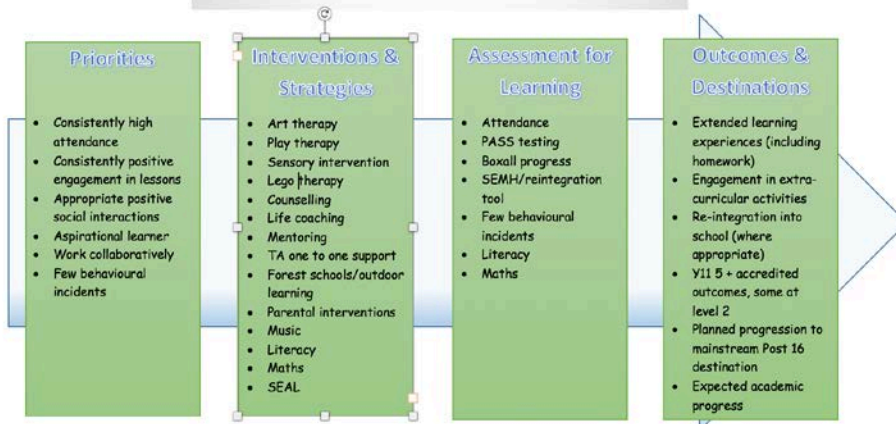 Priorities
• Consistently high
attendance
• Consistently positive
engagement in lessons
• Appropriate positive
social interactions
• Aspirational learner
• Work collaboratively
• Few behavioural
incidents
Interventions &
Strategies
• Art therapy
• Play therapy
• Sensory intervention
• Lego therapy
• Counselling
• Life coaching
• Mentoring
• TA one to one support
• Forest schools/outdoor
learning
• Parental interventions
• Music
• Literacy
• Maths
• SEAL
Assessment for
Learning
• Attendance
• PASS testing
• Boxall progress
• SEMH/reintegration
tool
• Few behavioural
incidents
• Literacy
• Maths
Outcomes &
Destinations
• Extended learning
experiences (including
homework)
• Engagement in extra-
curricular activities
• Re-integration into
school (where
appropriate)
• Y11 5 + accredited
outcomes, some at
level 2
• Planned progression to
mainstream Post 16
destination
• Expected academic
progress